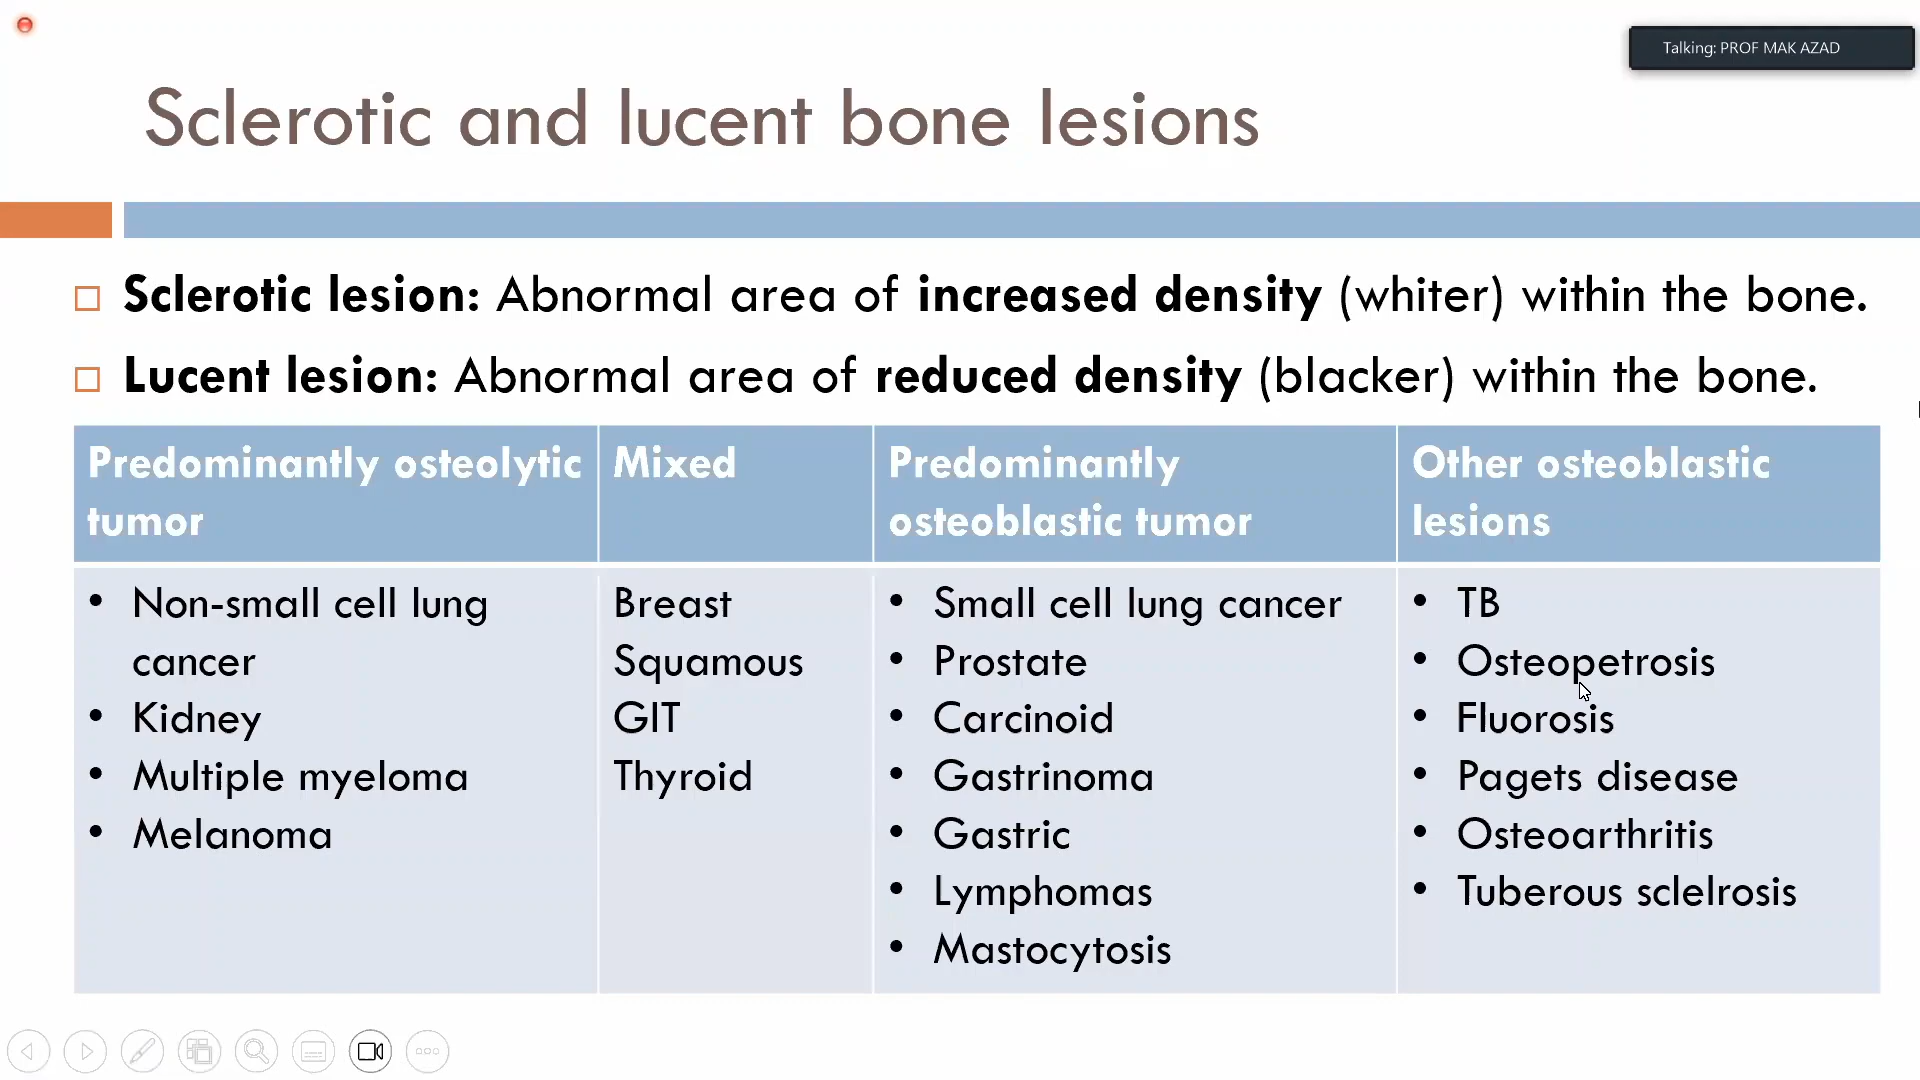 Talking: PROF MAK AZAD
Sclerotic and lucent bone lesions
Sclerotic lesion: Abnormal area of increased density (whiter) within the bone.
Lucent lesion: Abnormal area of reduced density (blacker) within the bone.
Predominantly osteolytic
tumor
Mixed
Predominantly
osteoblastic tumor
Other osteoblastic
lesions
• Non-small cell lung
cancer
• Kidney
• Multiple myeloma
• Melanoma
Breast
Squamous
GIT
Thyroid
• Small cell lung cancer
• Prostate
• Carcinoid
• Gastrinoma
• Gastric
• Lymphomas
• Mastocytosis
• TB
• Osteopetrosis
• Fluorosis
• Pagets disease
• Osteoarthritis
• Tuberous sclelrosis